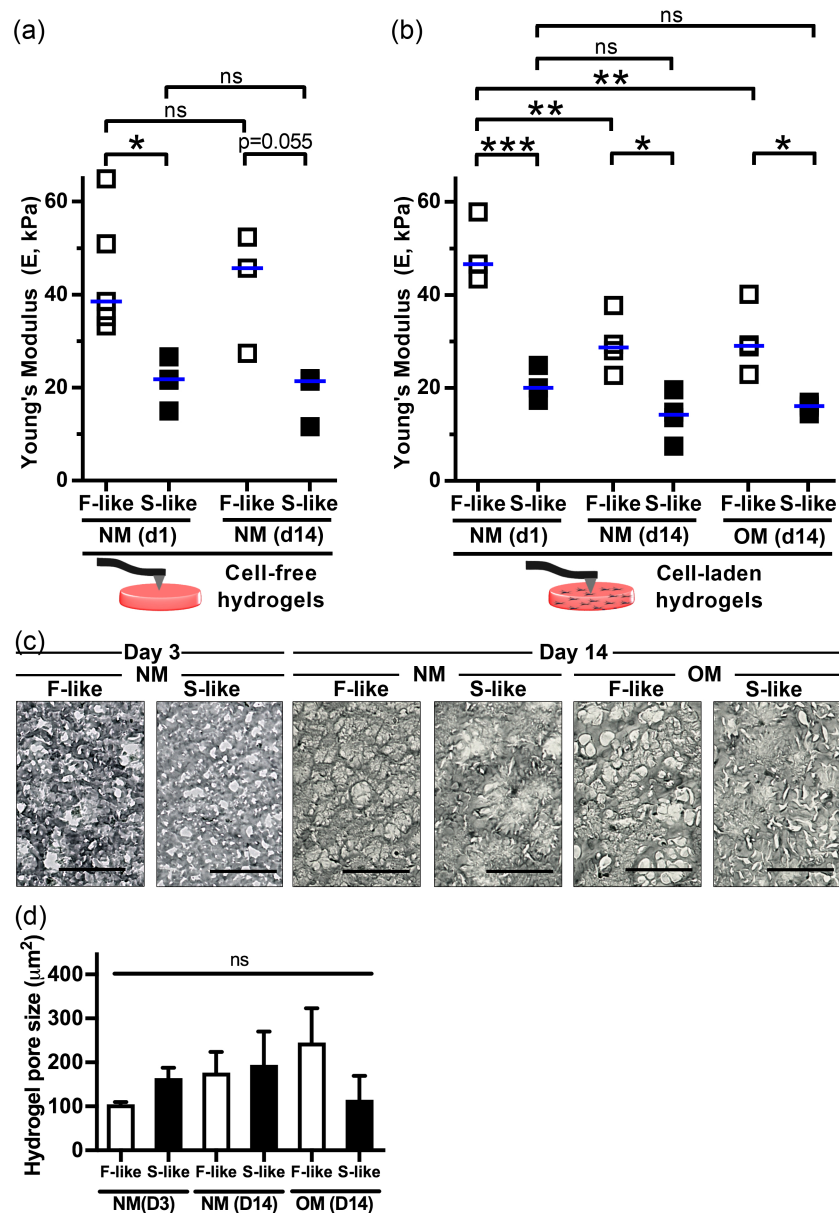 (a)
ns
ns
*
p=0.055
Young's Modulus (E, kPa)
60
40
20
0
F-like S-like F-like S-like
NM (d1) NM (d14)
Cell-free
hydrogels
(b)
ns
ns
**
**
***
*
*
Young's Modulus (E, kPa)
60
40
20
0
F-like S-like F-like S-like F-like S-like
NM (d1) NM (d14) OM (d14)
Cell-laden
hydrogels
(c)
Day 3 Day 14
NM NM OM
F-like S-like F-like S-like F-like S-like
(d)
ns
Hydrogel pore size (μm²)
400
300
200
100
0
F-like S-like F-like S-like F-like S-like
NM(D3) NM (D14) OM (D14)